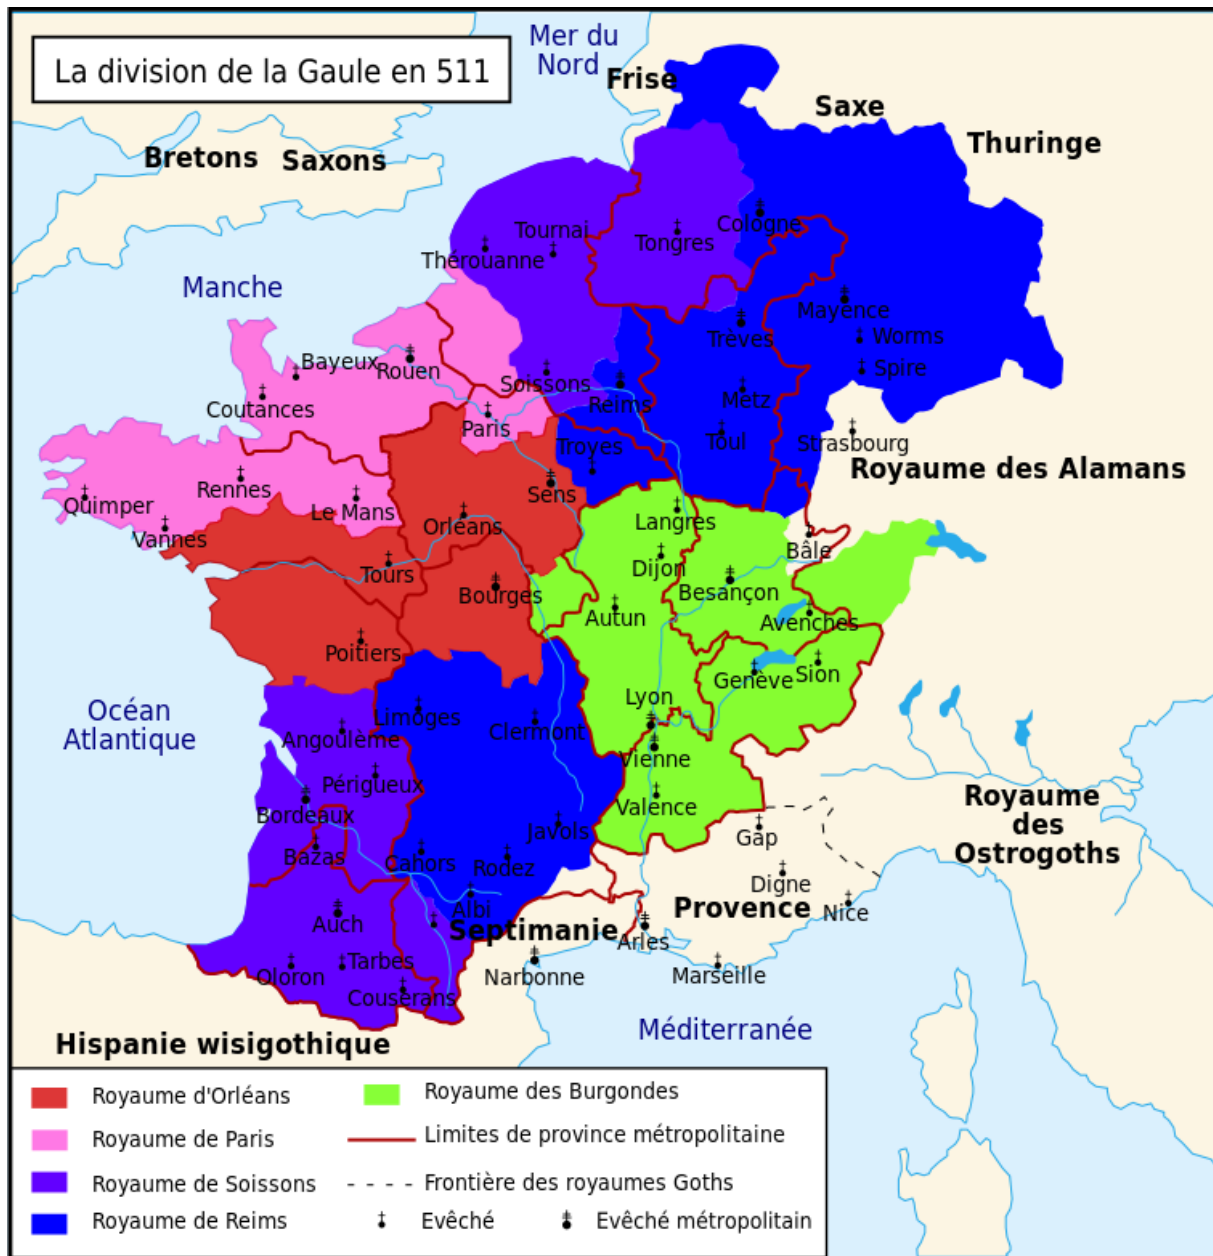 La division de la Gaule en 511
Mer du
Nord
Frise
Saxe
Thuringe
Bretons
Saxons
Cologne
Tournai
Tongres
Thérouanne
Manche
Mayence
Trèves
Worms
Bayeux
Rouen
Spire
Soissons
Coutances
Reims
Metz
Paris
Toul
Strasbourg
Troyes
Royaume des Alamans
Rennes
Sens
Quimper
Le Mans
Orléans
Langres
Vannes
Bâle
Dijon
Tours
Besançon
Bourges
Autun
Avenches
Poitiers
Sion
Genève
Lyon
Océan
Atlantique
Limoges
Clermont
Angoulème
Vienne
Périgueux
Valence
Royaume
des
Ostrogoths
Bordeaux
Javols
Gap
Bazas
Cahors
Rodez
Digne
Albi
Provence
Nice
Auch
Septimanie
Arles
Tarbes
Oloron
Narbonne
Marseille
Couserans
Méditerranée
Hispanie wisigothique
Royaume d'Orléans
Royaume de Paris
Royaume de Soissons
Royaume de Reims
Royaume des Burgondes
Limites de province métropolitaine
Frontière des royaumes Goths
Evêché
Evêché métropolitain